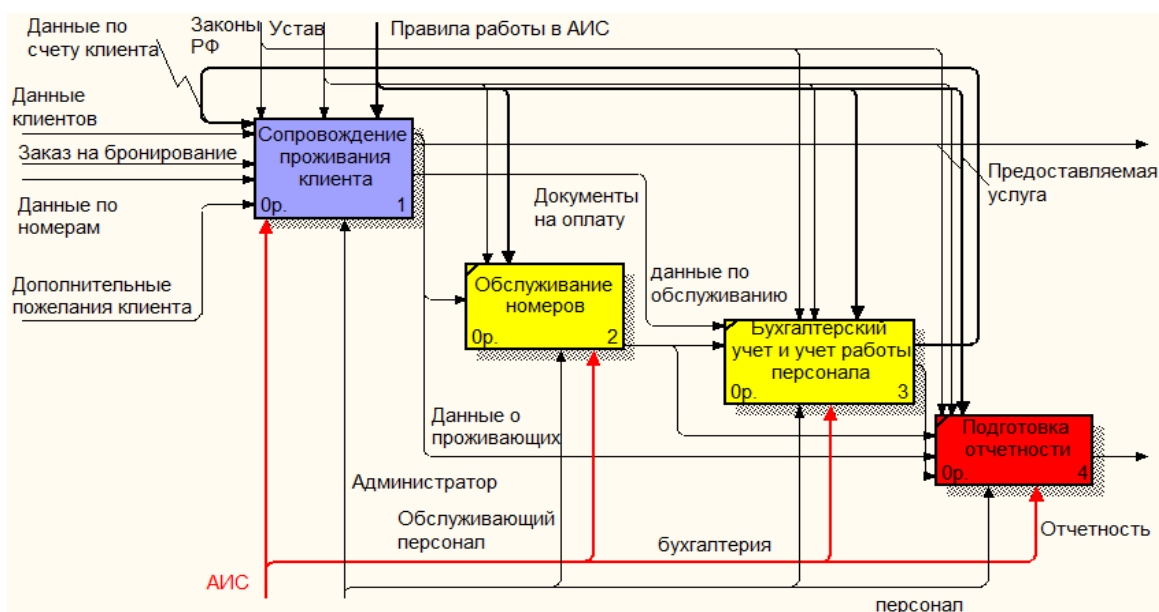 Данные по
счету клиента
Законы
РФ
Устав
Правила работы в АИС
Данные
клиентов
Заказ на бронирование
Данные по
номерам
Дополнительные
пожелания клиента
Сопровождение
проживания
клиента
0р. 1
Предоставляемая
услуга
Документы
на оплату
Обслуживание
номеров
0р. 2
данные по
обслуживанию
Бухгалтерский
учет и учет работы
персонала
0р. 3
Данные о
проживающих
Подготовка
отчетности
0р. 4
Администратор
Обслуживающий
персонал
бухгалтерия
Отчетность
АИС
персонал